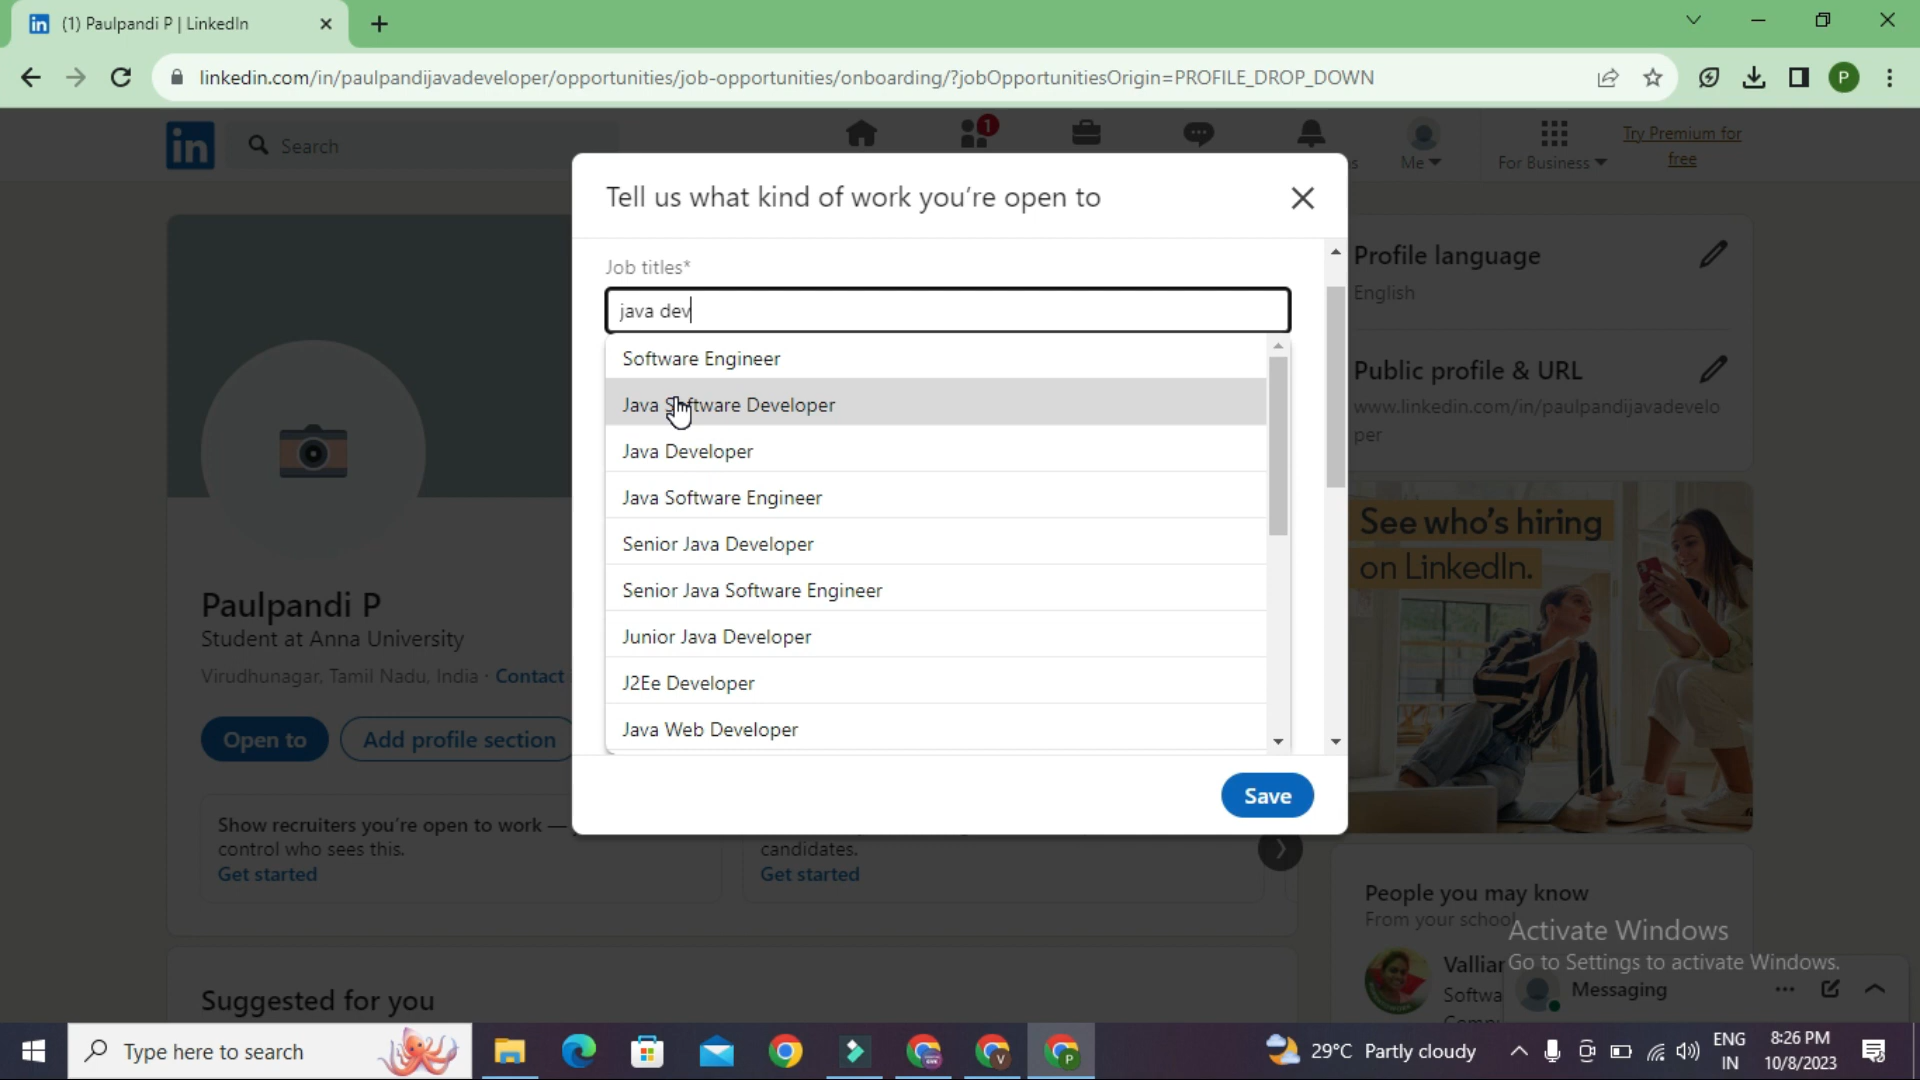 (1) Paulpandi P | LinkedIn
linkedin.com/in/paulpandijavadeveloper/opportunities/job-opportunities/onboarding/?jobOpportunitiesOrigin=PROFILE_DROP_DOWN
P
in
Search
1
Me
For Business
Try Premium for
free
Tell us what kind of work you're open to
Job titles*
java dev
Software Engineer
Java Software Developer
Java Developer
Java Software Engineer
Senior Java Developer
Senior Java Software Engineer
Junior Java Developer
J2Ee Developer
Java Web Developer
Save
Profile language
English
Public profile & URL
www.linkedin.com/in/paulpandijavadevelo
per
See who's hiring
on LinkedIn.
Paulpandi P
Student at Anna University
Virudhunagar, Tamil Nadu, India · Contact
Open to
Add profile section
Show recruiters you're open to work —
control who sees this.
Get started
candidates.
Get started
Suggested for you
People you may know
From your school
Vallian
Softwa
Activate Windows
Go to Settings to activate Windows.
Messaging
Type here to search
29°C Partly cloudy
ENG
IN
8:26 PM
10/8/2023